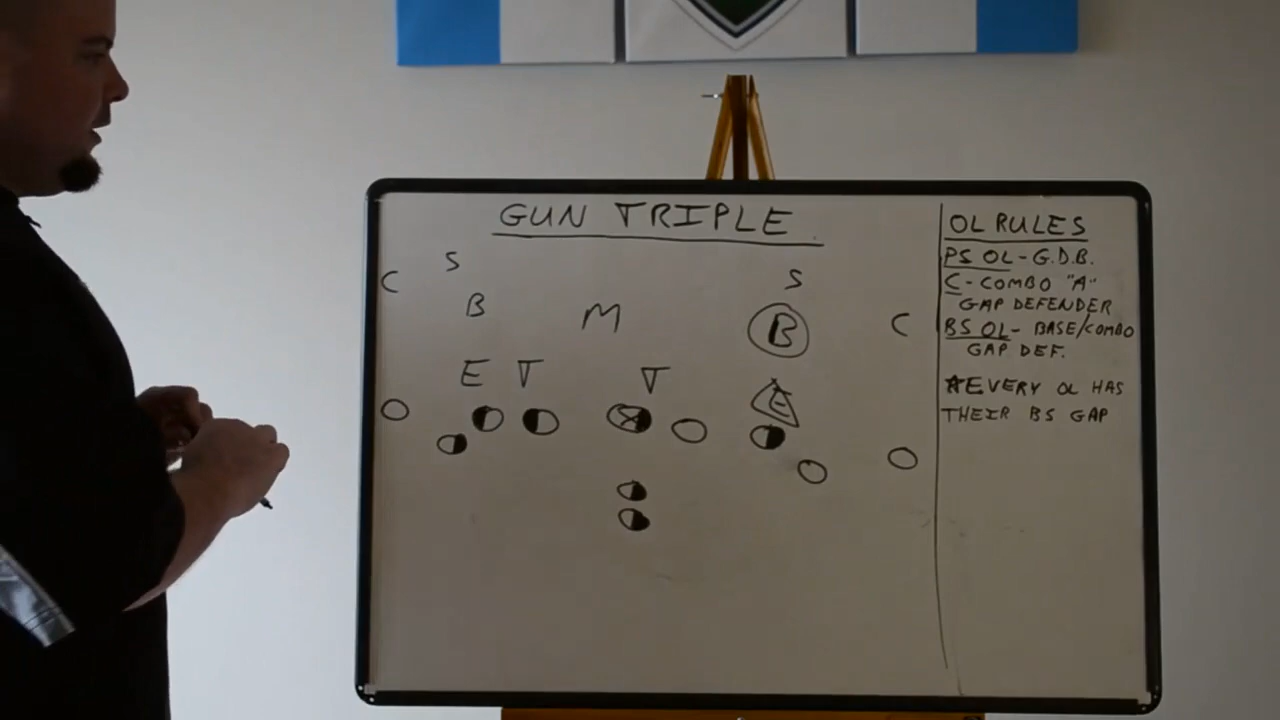 GUN TRIPLE
C S S
B M B C
E T T E
OL RULES
PS OL - G.D.B.
C - COMBO "A"
GAP DEFENDER
BS OL - BASE/COMBO
GAP DEF.
★EVERY OL HAS
THEIR BS GAP